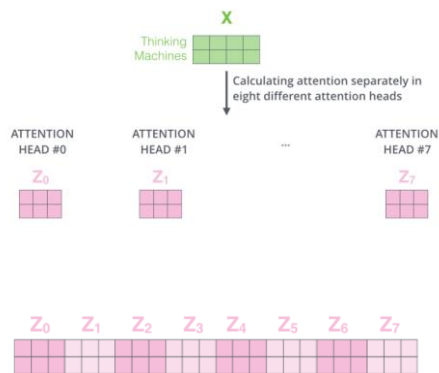 X
Thinking
Machines
Calculating attention separately in
eight different attention heads
ATTENTION
HEAD #0
ATTENTION
HEAD #1
...
ATTENTION
HEAD #7
Z₀
Z₁
Z₇
Z₀ Z₁ Z₂ Z₃ Z₄ Z₅ Z₆ Z₇